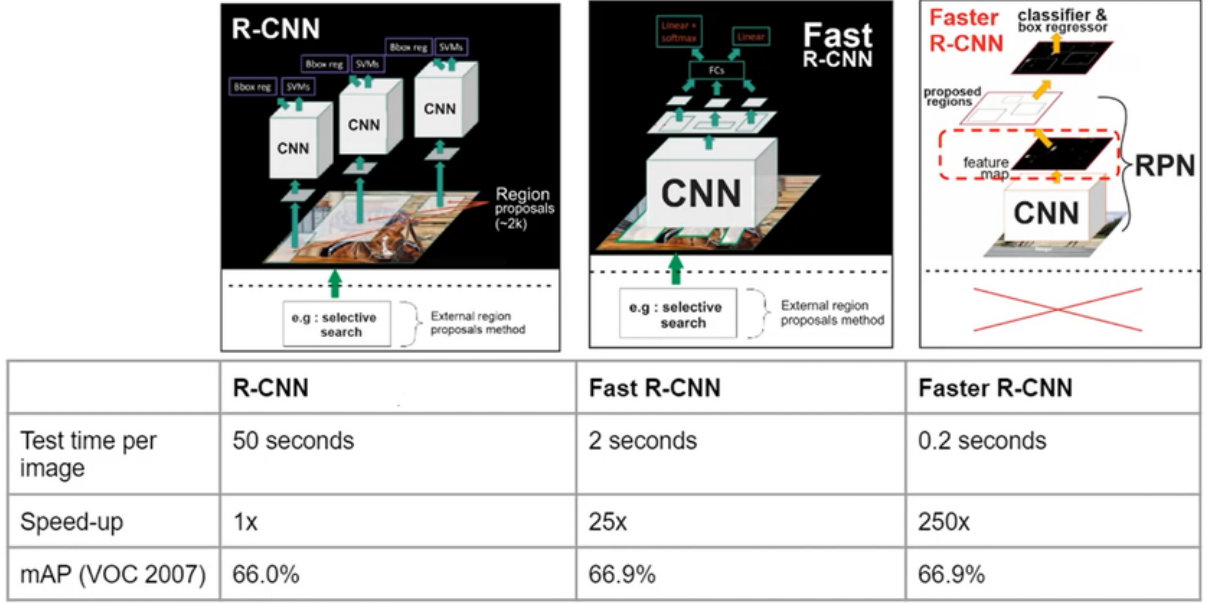 R-CNN
Bbox reg SVMs
Bbox reg SVMs
Bbox reg SVMs
CNN
CNN
CNN
Region
proposals
(~2k)
e.g : selective
search
External region
proposals method
Fast
R-CNN
Linear +
softmax
Linear
FCs
CNN
e.g : selective
search
External region
proposals method
Faster
R-CNN
classifier &
box regressor
proposed
regions
feature
map
CNN
RPN
R-CNN Fast R-CNN Faster R-CNN
Test time per
image
50 seconds 2 seconds 0.2 seconds
Speed-up 1x 25x 250x
mAP (VOC 2007) 66.0% 66.9% 66.9%